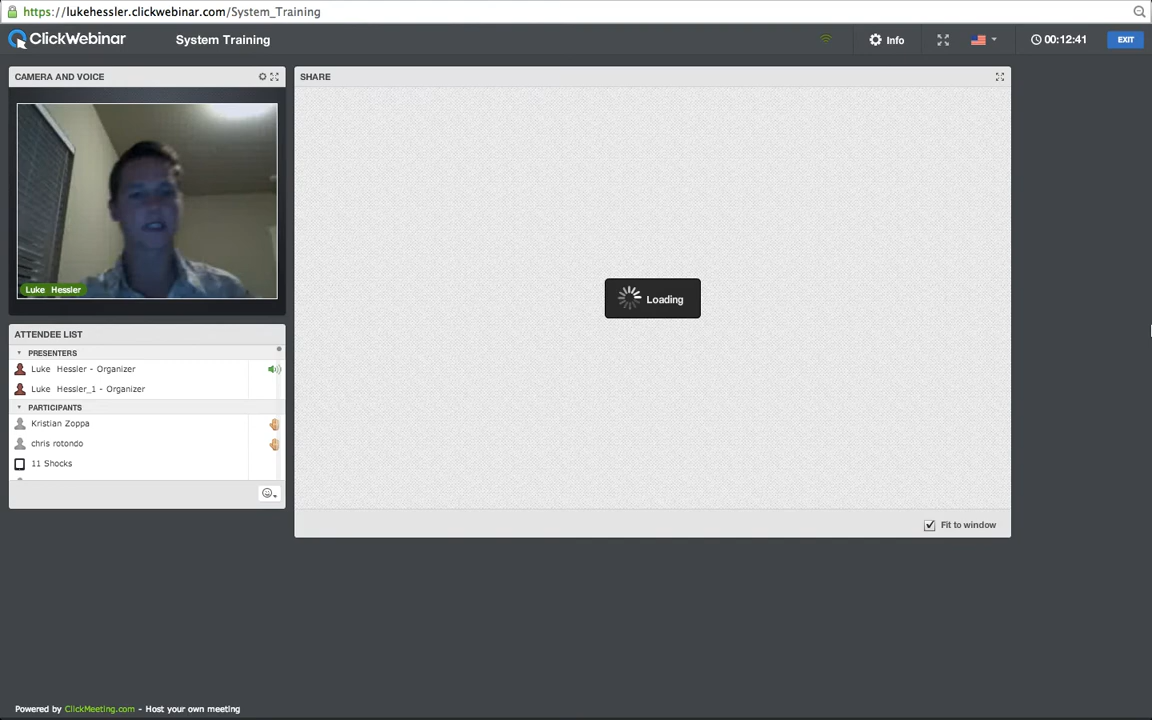 https://lukehessler.clickwebinar.com/System_Training
ClickWebinar
System Training
Info
00:12:41
EXIT
CAMERA AND VOICE
SHARE
Luke Hessler
Loading
ATTENDEE LIST
PRESENTERS
Luke Hessler - Organizer
Luke Hessler_1 - Organizer
PARTICIPANTS
Kristian Zoppa
chris rotondo
11 Shocks
Fit to window
Powered by ClickMeeting.com - Host your own meeting